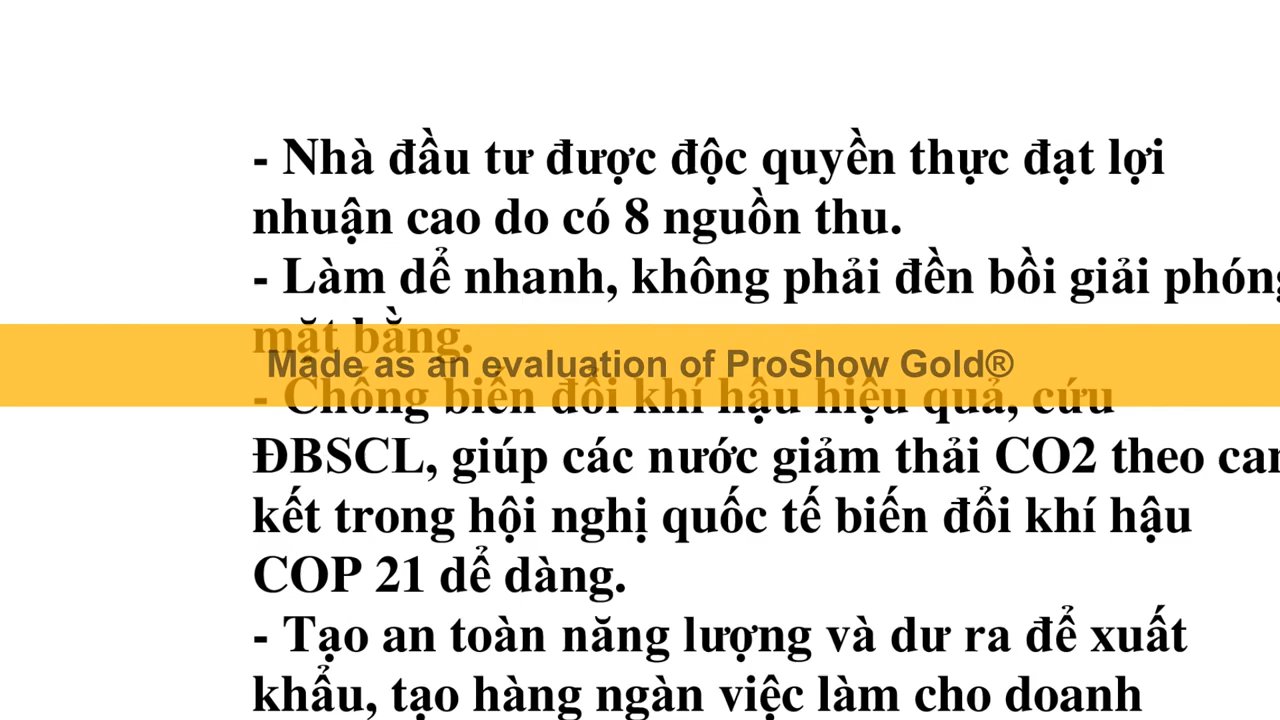 - Nhà đầu tư được độc quyền thực đạt lợi
nhuận cao do có 8 nguồn thu.
- Làm dể nhanh, không phải đền bồi giải phóng
mặt bằng.
Made as an evaluation of ProShow Gold®
- Chống biến đổi khí hậu hiệu quả, cứu
ĐBSCL, giúp các nước giảm thải CO2 theo cam
kết trong hội nghị quốc tế biến đổi khí hậu
COP 21 dể dàng.
- Tạo an toàn năng lượng và dư ra để xuất
khẩu, tạo hàng ngàn việc làm cho doanh